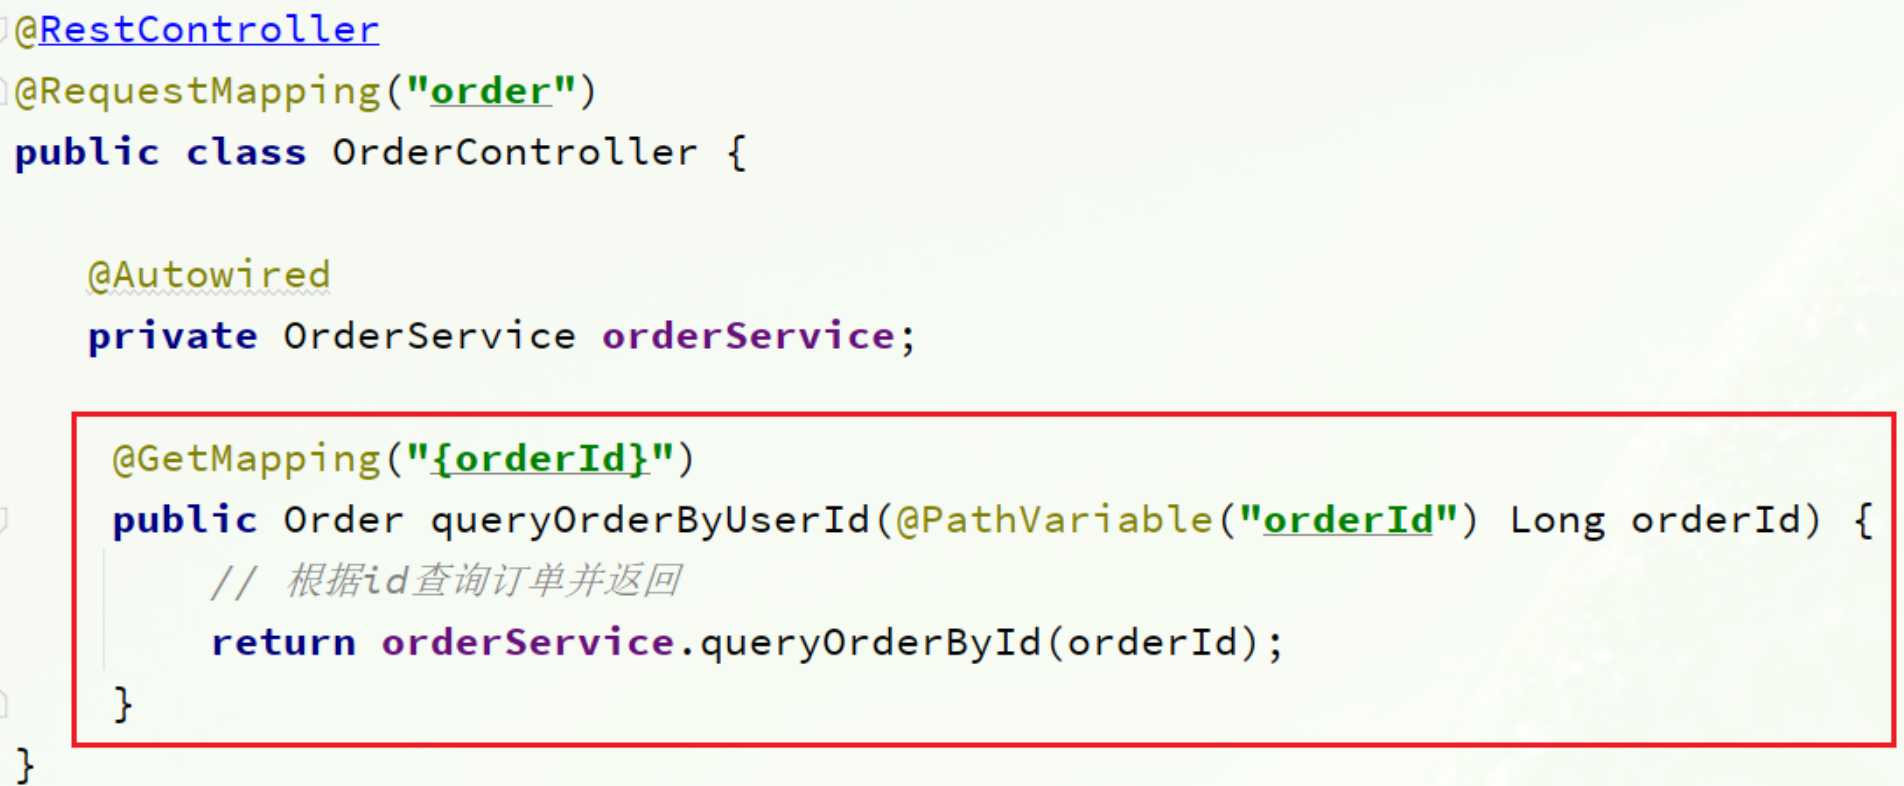 @RestController
@RequestMapping("order")
public class OrderController {
@Autowired
private OrderService orderService;
@GetMapping("{orderId}")
public Order queryOrderByUserId(@PathVariable("orderId") Long orderId) {
// 根据id查询订单并返回
return orderService.queryOrderById(orderId);
}
}